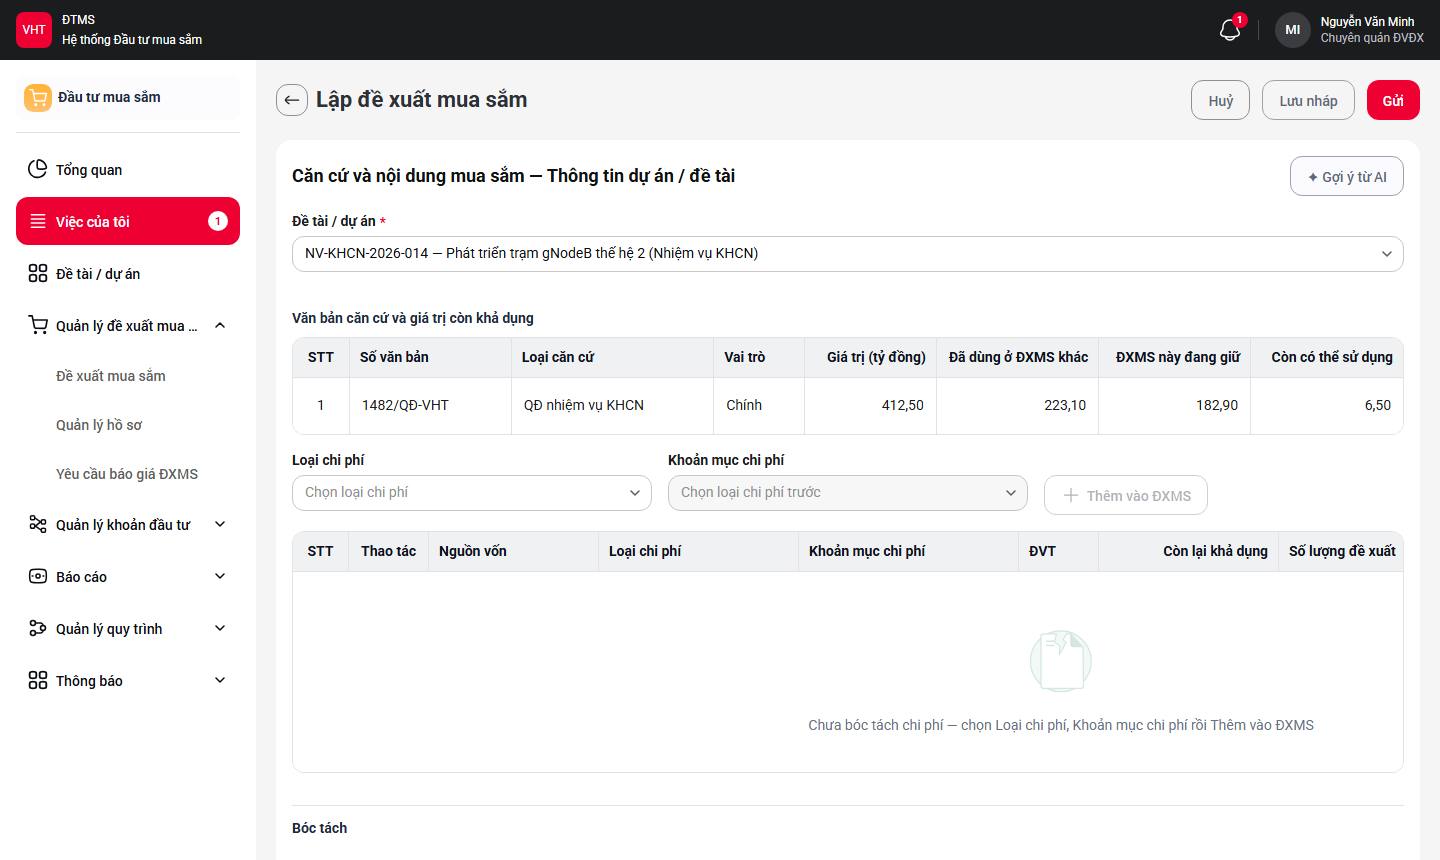 VHT
ĐTMS
Hệ thống Đầu tư mua sắm
1
MI
Nguyễn Văn Minh
Chuyên quản ĐVĐX
Đầu tư mua sắm
Tổng quan
Việc của tôi
1
Đề tài / dự án
Quản lý đề xuất mua ...
Đề xuất mua sắm
Quản lý hồ sơ
Yêu cầu báo giá ĐXMS
Quản lý khoản đầu tư
Báo cáo
Quản lý quy trình
Thông báo
Lập đề xuất mua sắm
Huỷ
Lưu nháp
Gửi
Căn cứ và nội dung mua sắm — Thông tin dự án / đề tài
✦ Gợi ý từ AI
Đề tài / dự án *
NV-KHCN-2026-014 — Phát triển trạm gNodeB thế hệ 2 (Nhiệm vụ KHCN)
Văn bản căn cứ và giá trị còn khả dụng
STT Số văn bản Loại căn cứ Vai trò Giá trị (tỷ đồng) Đã dùng ở ĐXMS khác ĐXMS này đang giữ Còn có thể sử dụng
1 1482/QĐ-VHT QĐ nhiệm vụ KHCN Chính 412,50 223,10 182,90 6,50
Loại chi phí Khoản mục chi phí
Chọn loại chi phí Chọn loại chi phí trước Thêm vào ĐXMS
STT Thao tác Nguồn vốn Loại chi phí Khoản mục chi phí ĐVT Còn lại khả dụng Số lượng đề xuất
Chưa bóc tách chi phí — chọn Loại chi phí, Khoản mục chi phí rồi Thêm vào ĐXMS
Bóc tách